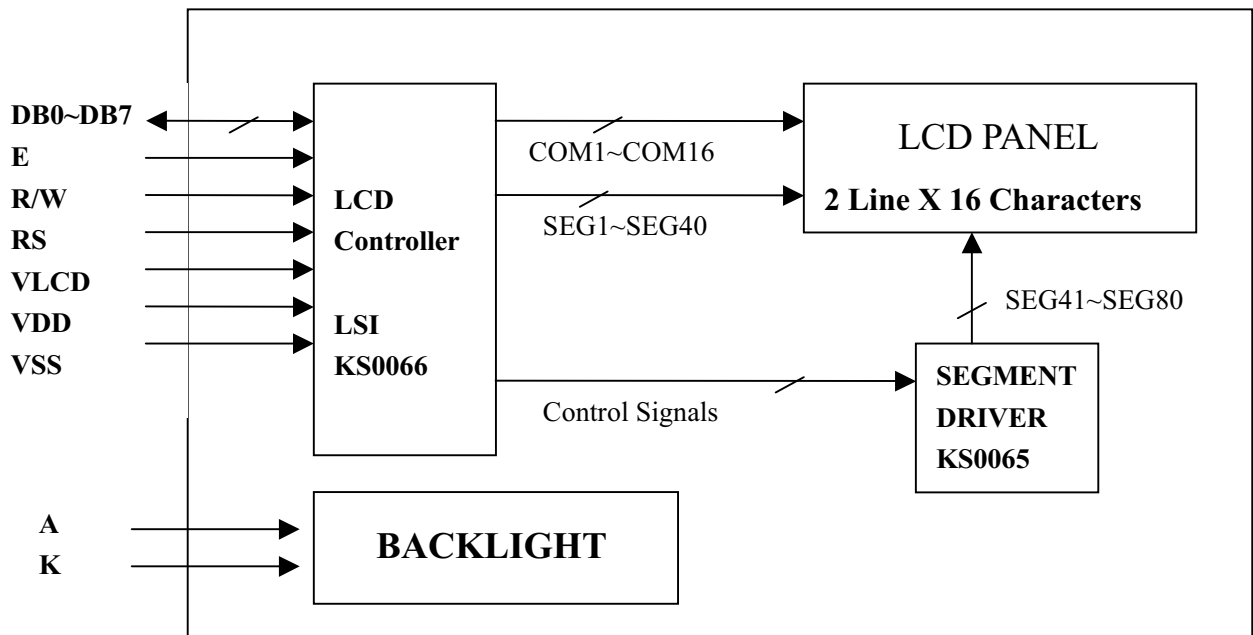 DB0~DB7
E
R/W
RS
VLCD
VDD
VSS
A
K
LCD
Controller
LSI
KS0066
COM1~COM16
SEG1~SEG40
Control Signals
LCD PANEL
2 Line X 16 Characters
SEG41~SEG80
SEGMENT
DRIVER
KS0065
BACKLIGHT